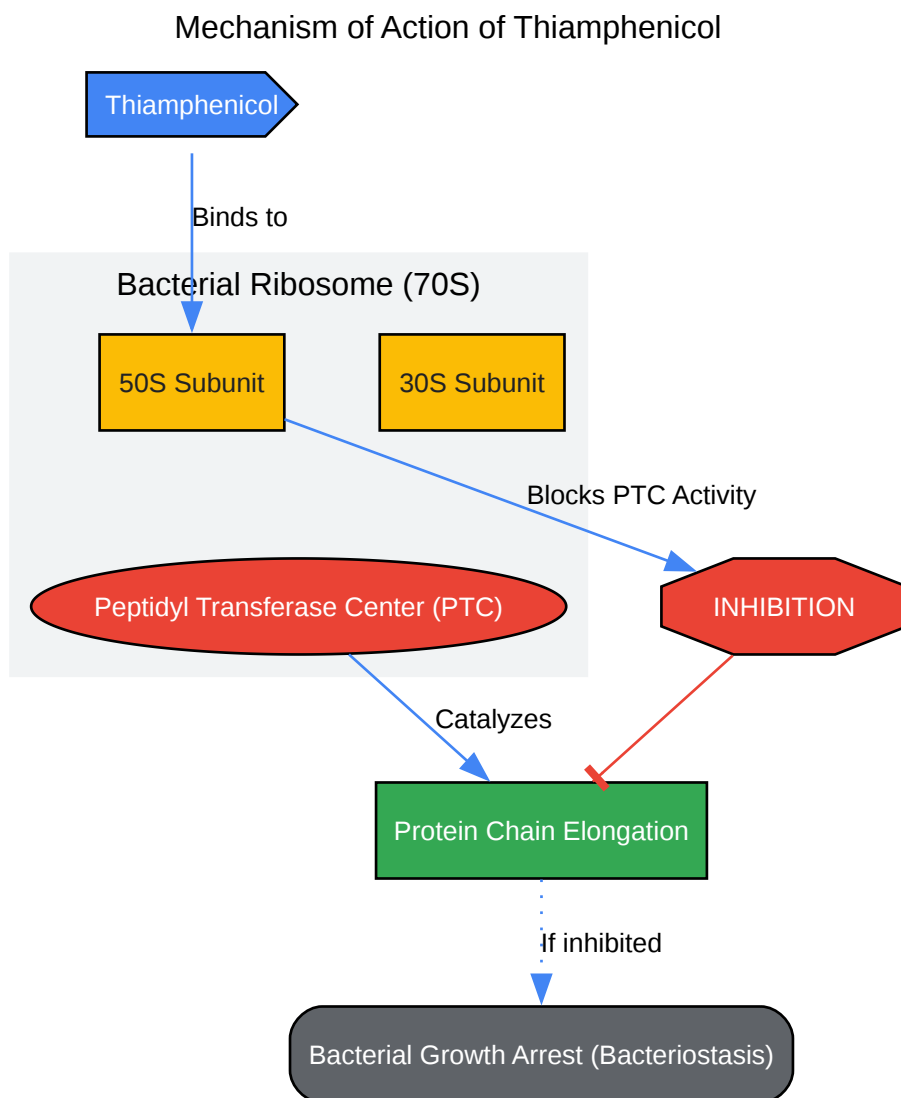 Mechanism of Action of Thiamphenicol
Thiamphenicol
Binds to
Bacterial Ribosome (70S)
50S Subunit
30S Subunit
Blocks PTC Activity
Peptidyl Transferase Center (PTC)
INHIBITION
Catalyzes
Protein Chain Elongation
If inhibited
Bacterial Growth Arrest (Bacteriostasis)